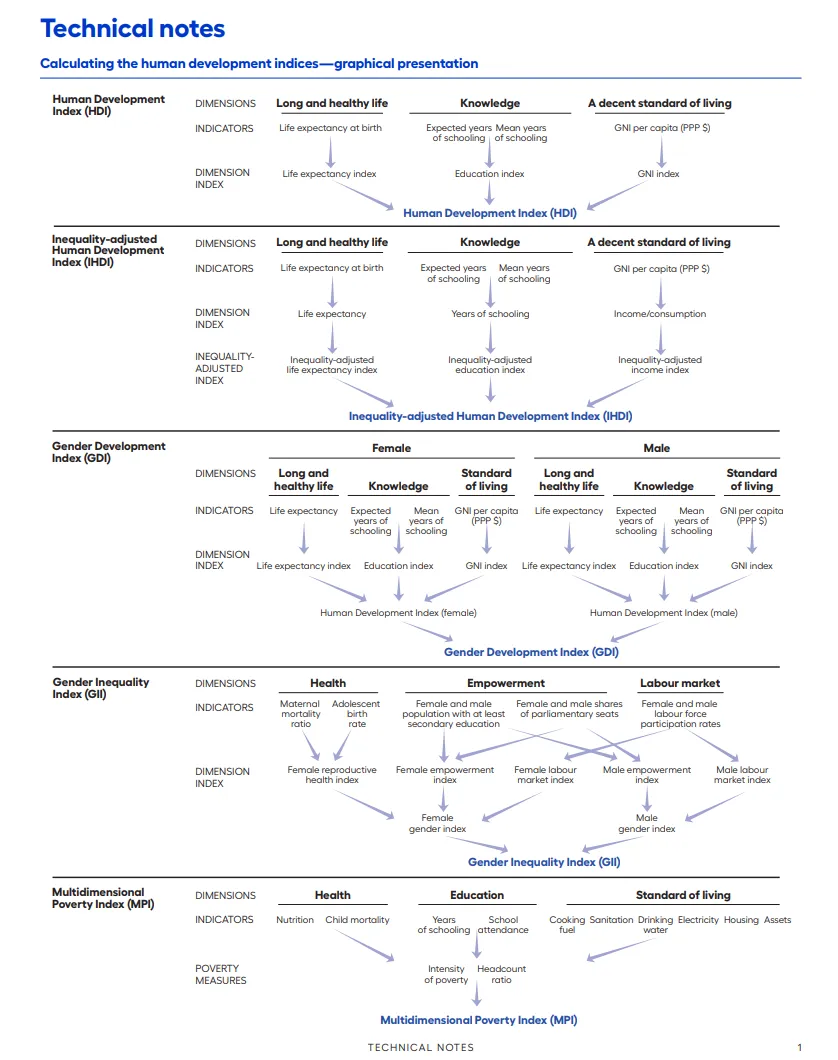 Technical notes
Calculating the human development indices—graphical presentation
Human Development
Index (HDI)
DIMENSIONS Long and healthy life Knowledge A decent standard of living
INDICATORS Life expectancy at birth Expected years Mean years GNI per capita (PPP $)
of schooling of schooling
DIMENSION Life expectancy index Education index GNI index
INDEX
Human Development Index (HDI)
Inequality-adjusted
Human Development
Index (IHDI)
DIMENSIONS Long and healthy life Knowledge A decent standard of living
INDICATORS Life expectancy at birth Expected years Mean years GNI per capita (PPP $)
of schooling of schooling
DIMENSION Life expectancy Years of schooling Income/consumption
INDEX
INEQUALITY- Inequality-adjusted Inequality-adjusted Inequality-adjusted
ADJUSTED life expectancy index education index income index
INDEX
Inequality-adjusted Human Development Index (IHDI)
Gender Development
Index (GDI)
Female Male
DIMENSIONS Long and Standard Long and Standard
healthy life Knowledge of living healthy life Knowledge of living
INDICATORS Life expectancy Expected Mean GNI per capita Life expectancy Expected Mean GNI per capita
years of years of (PPP $) years of years of (PPP $)
schooling schooling schooling schooling
DIMENSION
INDEX Life expectancy index Education index GNI index Life expectancy index Education index GNI index
Human Development Index (female) Human Development Index (male)
Gender Development Index (GDI)
Gender Inequality
Index (GII)
DIMENSIONS Health Empowerment Labour market
INDICATORS Maternal Adolescent Female and male Female and male shares Female and male
mortality birth population with at least of parliamentary seats labour force
ratio rate secondary education participation rates
DIMENSION Female reproductive Female empowerment Female labour Male empowerment Male labour
INDEX health index index market index index market index
Female Male
gender index gender index
Gender Inequality Index (GII)
Multidimensional
Poverty Index (MPI)
DIMENSIONS Health Education Standard of living
INDICATORS Nutrition Child mortality Years School Cooking Sanitation Drinking Electricity Housing Assets
of schooling attendance fuel water
POVERTY Intensity Headcount
MEASURES of poverty ratio
Multidimensional Poverty Index (MPI)
TECHNICAL NOTES 1